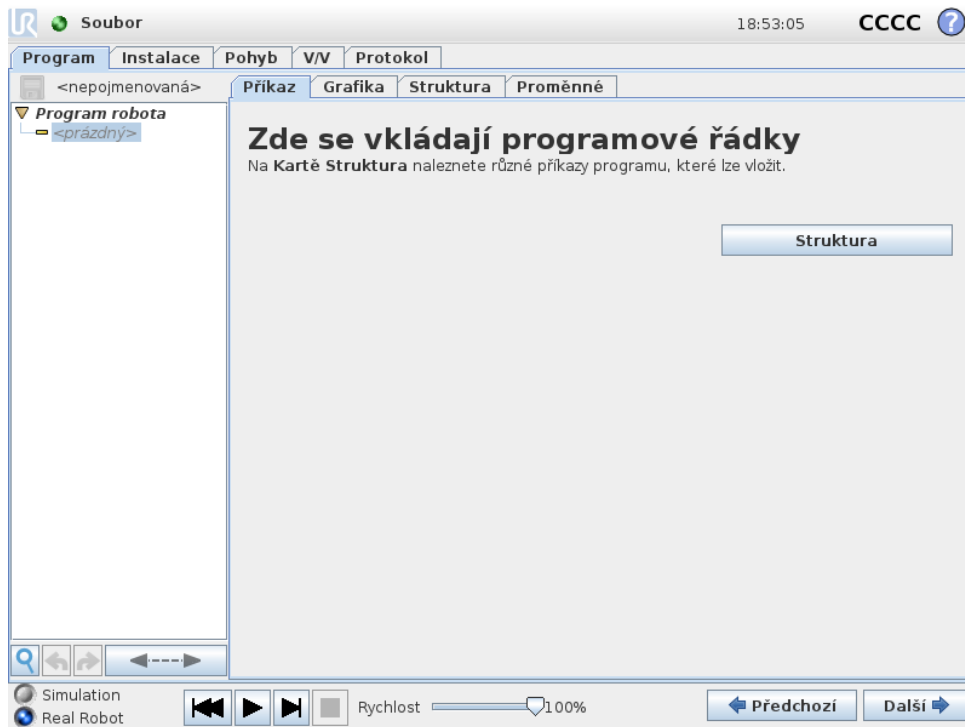 UR Soubor 18:53:05 CCCC ?
Program Instalace Pohyb V/V Protokol
<nepojmenovaná> Příkaz Grafika Struktura Proměnné
Program robota
<prázdný>
Zde se vkládají programové řádky
Na Kartě Struktura naleznete různé příkazy programu, které lze vložit.
Struktura
Simulation
Real Robot
Rychlost 100%
Předchozí Další